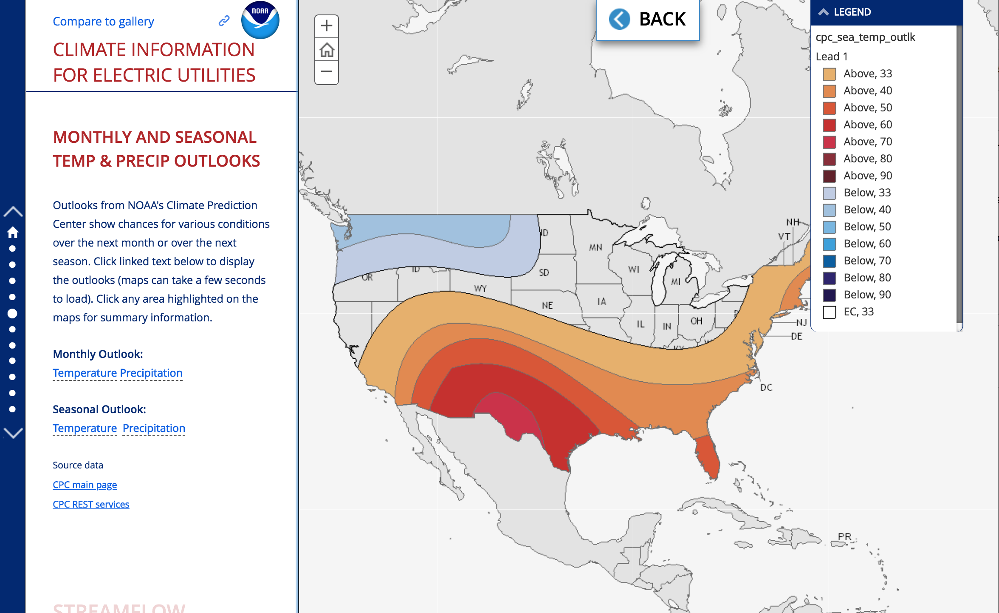 Compare to gallery
NOAA
CLIMATE INFORMATION
FOR ELECTRIC UTILITIES
MONTHLY AND SEASONAL
TEMP & PRECIP OUTLOOKS
Outlooks from NOAA's Climate Prediction
Center show chances for various conditions
over the next month or over the next
season. Click linked text below to display
the outlooks (maps can take a few seconds
to load). Click any area highlighted on the
maps for summary information.
Monthly Outlook:
Temperature Precipitation
Seasonal Outlook:
Temperature Precipitation
Source data
CPC main page
CPC REST services
STREAMFLOW
BACK
LEGEND
cpc_sea_temp_outlk
Lead 1
Above, 33
Above, 40
Above, 50
Above, 60
Above, 70
Above, 80
Above, 90
Below, 33
Below, 40
Below, 50
Below, 60
Below, 70
Below, 80
Below, 90
EC, 33
NH
VT
ND
MN
WI
MI
SD
ID
OR
WY
NE
IA
IL
IN
OH
KY
NJ
DE
DC
PR